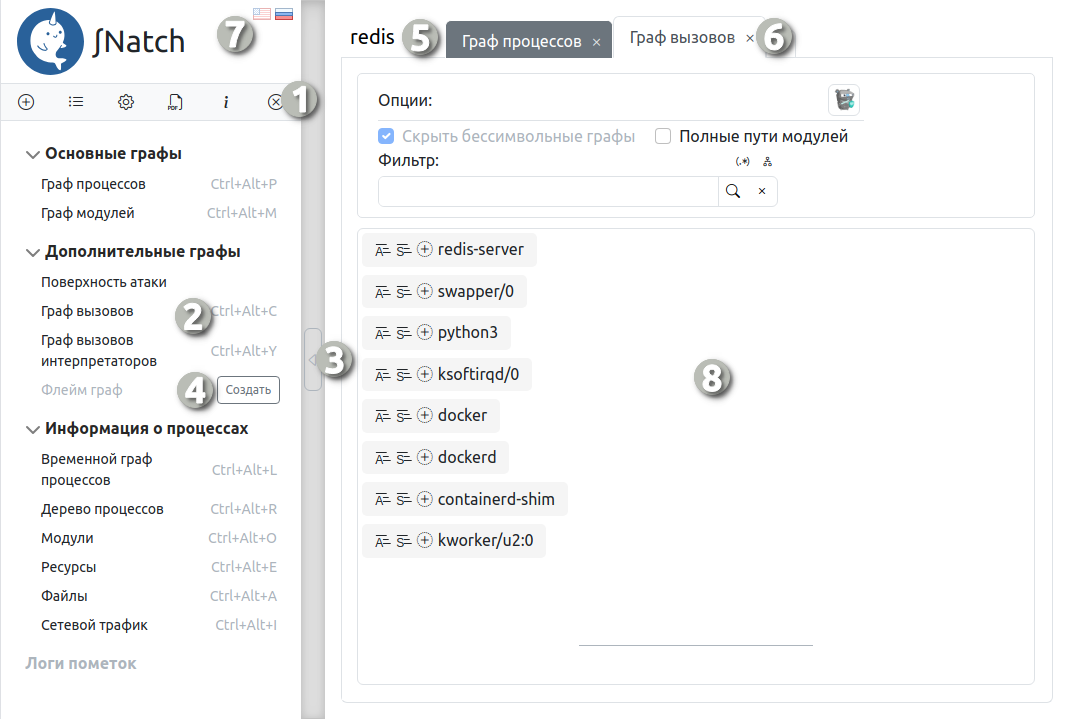 ∫Natch
7
PDF
i
1
Основные графы
Граф процессов Ctrl+Alt+P
Граф модулей Ctrl+Alt+M
Дополнительные графы
Поверхность атаки
Граф вызовов 2 Ctrl+Alt+C
Граф вызовов
интерпретаторов Ctrl+Alt+Y
Флейм граф 4 Создать
Информация о процессах
Временной граф
процессов Ctrl+Alt+L
Дерево процессов Ctrl+Alt+R
Модули Ctrl+Alt+O
Ресурсы Ctrl+Alt+E
Файлы Ctrl+Alt+A
Сетевой трафик Ctrl+Alt+I
Логи пометок
3
redis 5 Граф процессов × Граф вызовов × 6
Опции:
Скрыть бессимвольные графы Полные пути модулей
Фильтр: (.*)
×
A S redis-server
A S swapper/0
A S python3
A S ksoftirqd/0
8
A S docker
A S dockerd
A S containerd-shim
A S kworker/u2:0